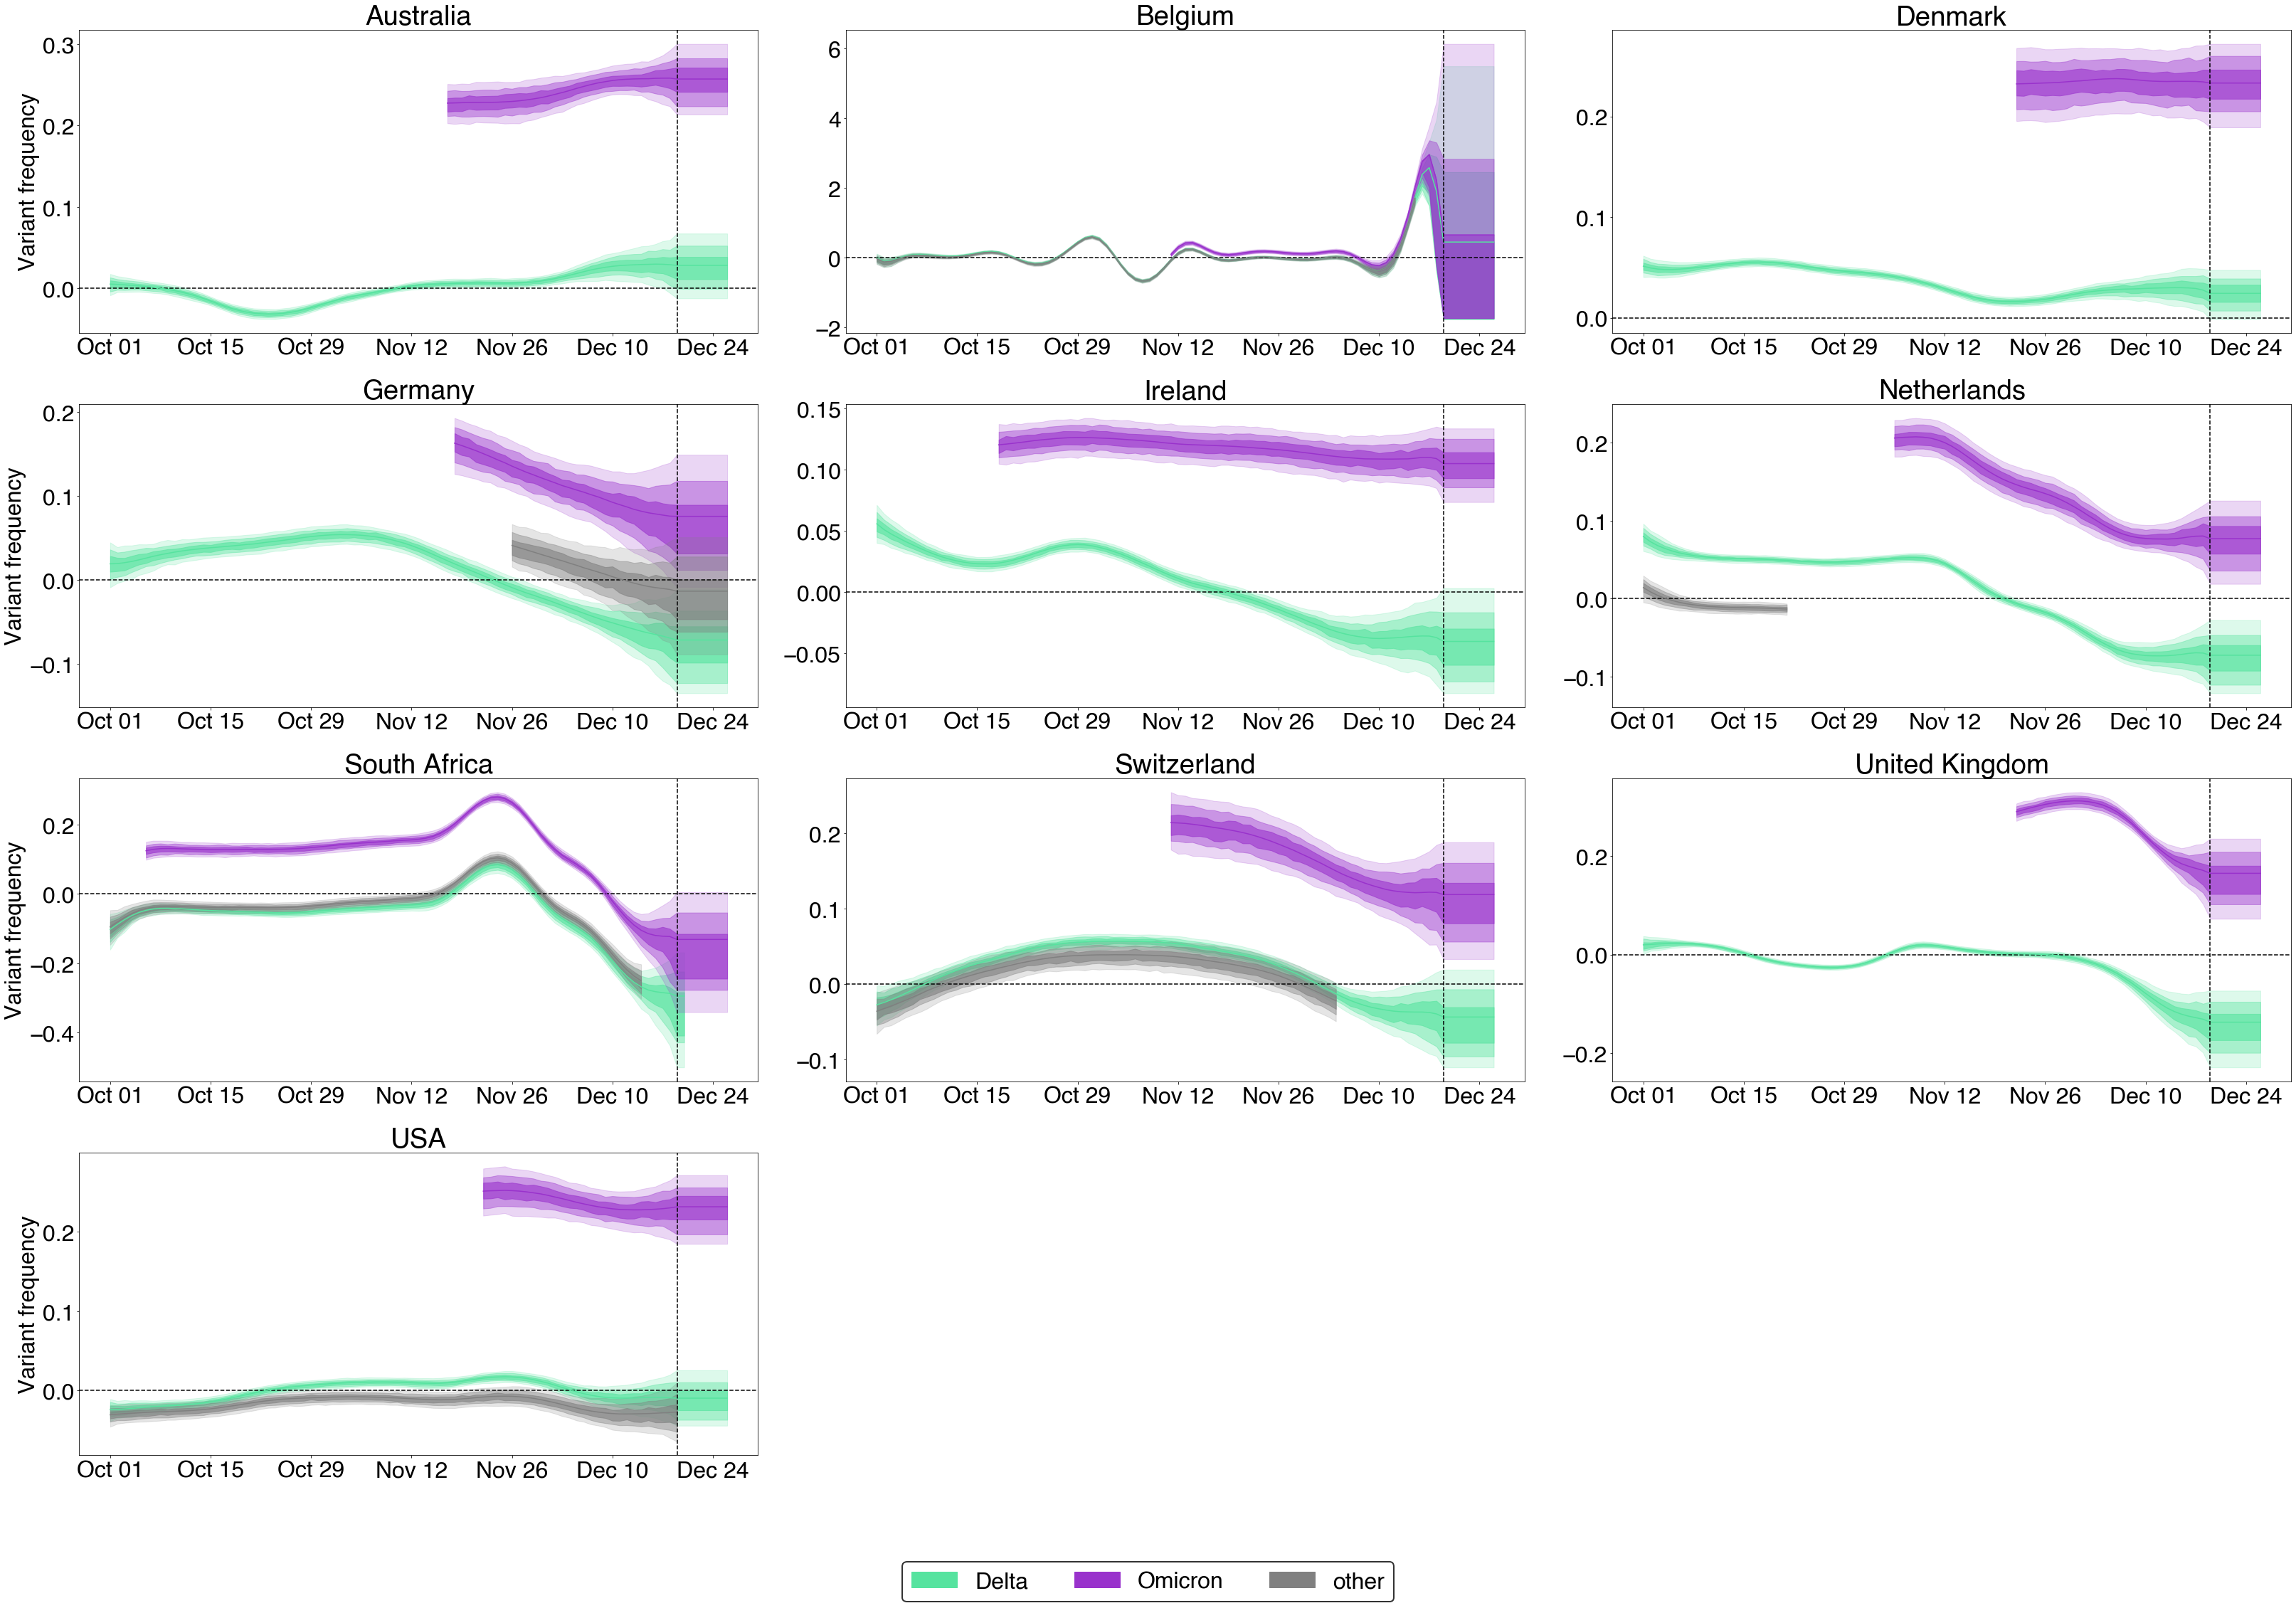 Australia Belgium Denmark
Variant frequency
0.3
0.2
0.1
0.0
Oct 01 Oct 15 Oct 29 Nov 12 Nov 26 Dec 10 Dec 24
6
4
2
0
−2
Oct 01 Oct 15 Oct 29 Nov 12 Nov 26 Dec 10 Dec 24
0.2
0.1
0.0
Oct 01 Oct 15 Oct 29 Nov 12 Nov 26 Dec 10 Dec 24
Germany Ireland Netherlands
Variant frequency
0.2
0.1
0.0
−0.1
Oct 01 Oct 15 Oct 29 Nov 12 Nov 26 Dec 10 Dec 24
0.15
0.10
0.05
0.00
−0.05
Oct 01 Oct 15 Oct 29 Nov 12 Nov 26 Dec 10 Dec 24
0.2
0.1
0.0
−0.1
Oct 01 Oct 15 Oct 29 Nov 12 Nov 26 Dec 10 Dec 24
South Africa Switzerland United Kingdom
Variant frequency
0.2
0.0
−0.2
−0.4
Oct 01 Oct 15 Oct 29 Nov 12 Nov 26 Dec 10 Dec 24
0.2
0.1
0.0
−0.1
Oct 01 Oct 15 Oct 29 Nov 12 Nov 26 Dec 10 Dec 24
0.2
0.0
−0.2
Oct 01 Oct 15 Oct 29 Nov 12 Nov 26 Dec 10 Dec 24
USA
Variant frequency
0.2
0.1
0.0
Oct 01 Oct 15 Oct 29 Nov 12 Nov 26 Dec 10 Dec 24
Delta Omicron other